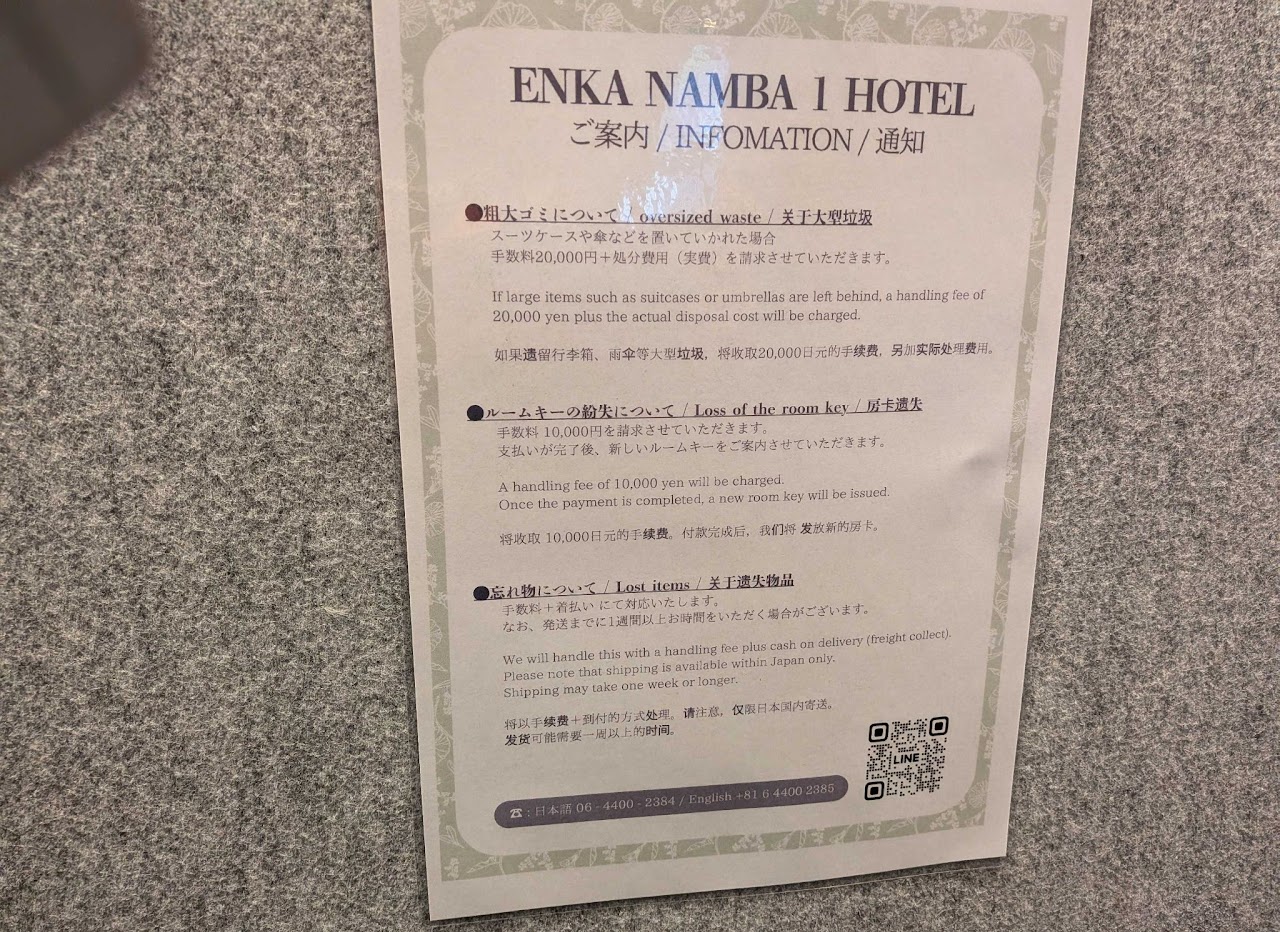 ENKA NAMBA 1 HOTEL
ご案内 / INFOMATION / 通知
●粗大ゴミについて / oversized waste / 关于大型垃圾
スーツケースや傘などを置いていかれた場合
手数料20,000円＋処分費用（実費）を請求させていただきます。
If large items such as suitcases or umbrellas are left behind, a handling fee of
20,000 yen plus the actual disposal cost will be charged.
如果遗留行李箱、雨伞等大型垃圾，将收取20,000日元的手续费，另加实际处理费用。
●ルームキーの紛失について / Loss of the room key / 房卡遗失
手数料 10,000円を請求させていただきます。
支払いが完了後、新しいルームキーをご案内させていただきます。
A handling fee of 10,000 yen will be charged.
Once the payment is completed, a new room key will be issued.
将收取 10,000日元的手续费。付款完成后，我们将 发放新的房卡。
●忘れ物について / Lost items / 关于遗失物品
手数料＋着払い にて対応いたします。
なお、発送までに1週間以上お時間をいただく場合がございます。
We will handle this with a handling fee plus cash on delivery (freight collect).
Please note that shipping is available within Japan only.
Shipping may take one week or longer.
将以手续费＋到付的方式处理。请注意，仅限日本国内寄送。
发货可能需要一周以上的时间。
LINE
☎ : 日本語 06 - 4400 - 2384 / English +81 6 4400 2385